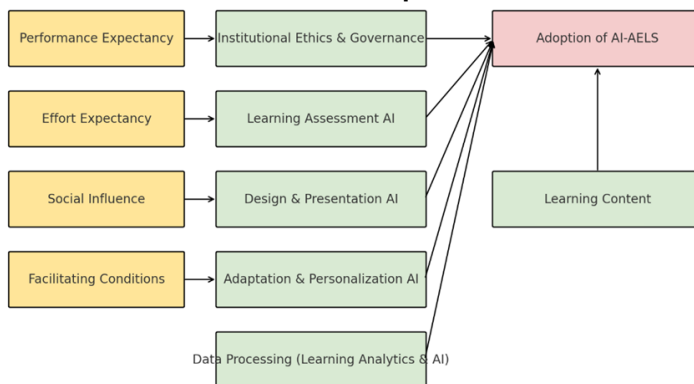 Performance Expectancy
Institutional Ethics & Governance
Adoption of AI-AELS
Effort Expectancy
Learning Assessment AI
Social Influence
Design & Presentation AI
Learning Content
Facilitating Conditions
Adaptation & Personalization AI
Data Processing (Learning Analytics & AI)